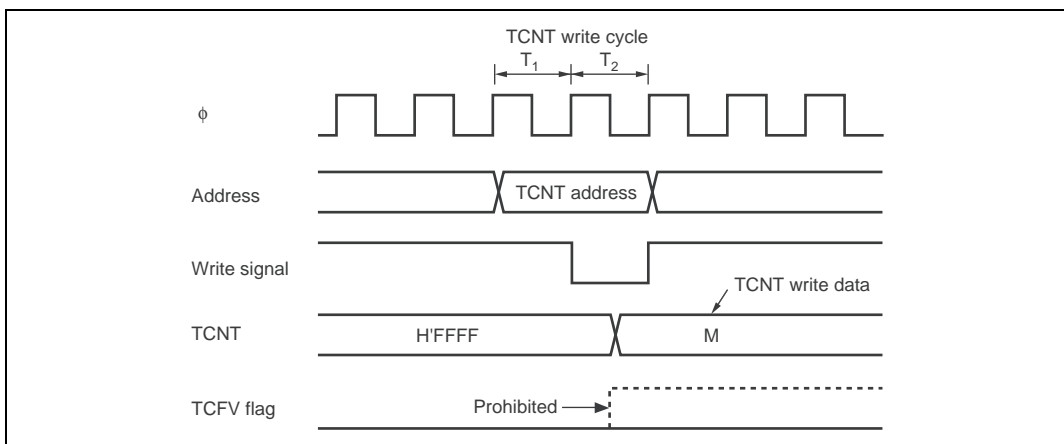 TCNT write cycle
T1 T2
φ
Address
TCNT address
Write signal
TCNT write data
TCNT
H'FFFF
M
TCFV flag
Prohibited